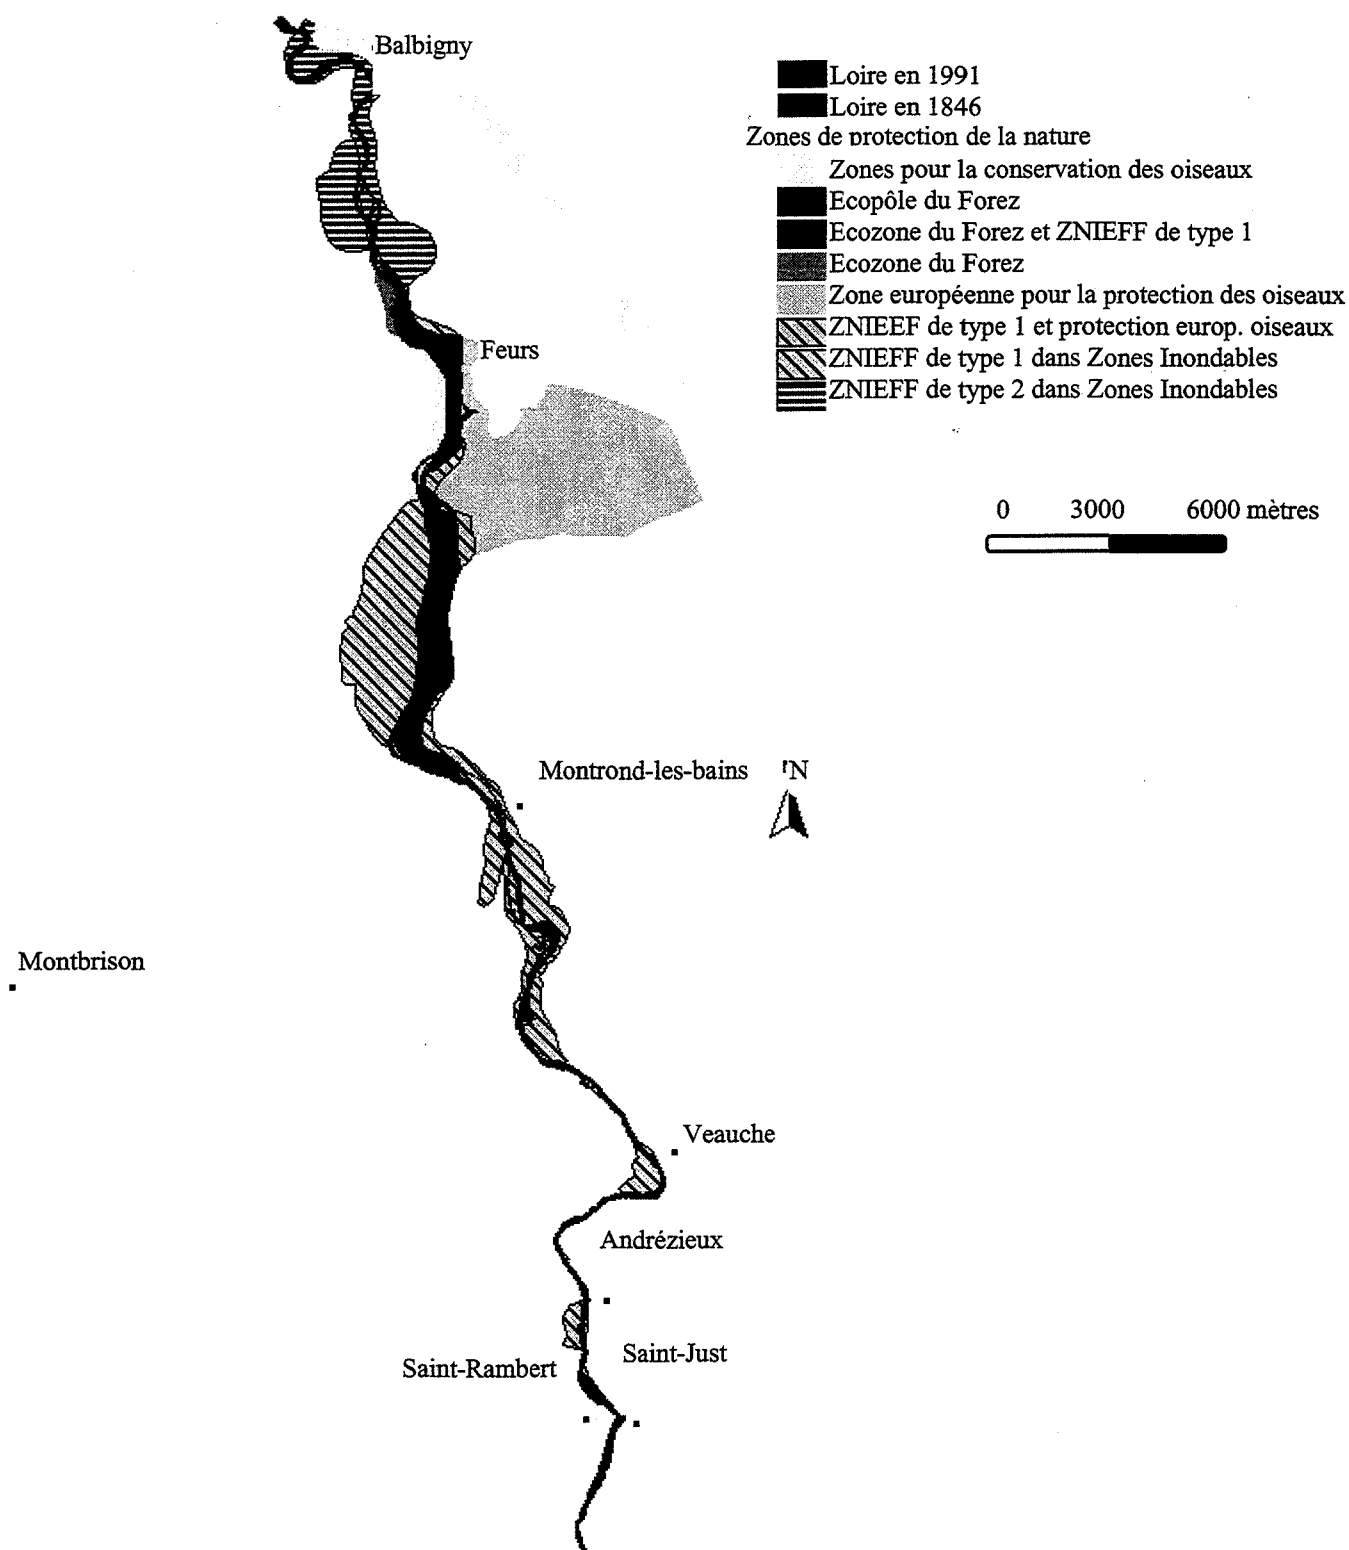 Balbigny
Loire en 1991
Loire en 1846
Zones de protection de la nature
Zones pour la conservation des oiseaux
Ecopôle du Forez
Ecozone du Forez et ZNIEFF de type 1
Ecozone du Forez
Zone européenne pour la protection des oiseaux
ZNIEEF de type 1 et protection europ. oiseaux
ZNIEFF de type 1 dans Zones Inondables
ZNIEFF de type 2 dans Zones Inondables
Feurs
0 3000 6000 mètres
Montrond-les-bains
N
Montbrison
Veauche
Andrézieux
Saint-Just
Saint-Rambert